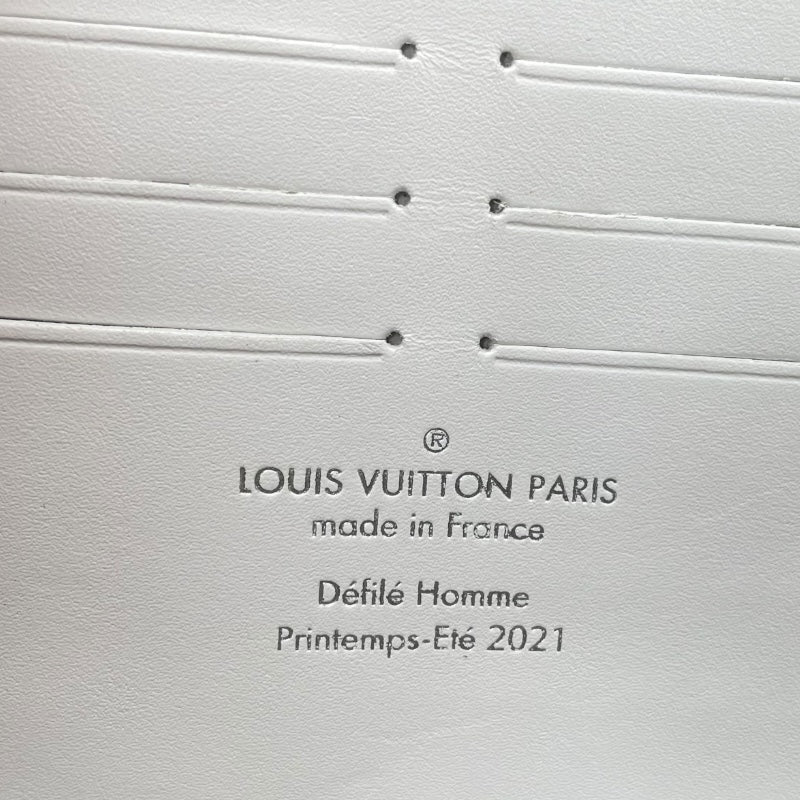 ®
LOUIS VUITTON PARIS
made in France
Défilé Homme
Printemps-Eté 2021